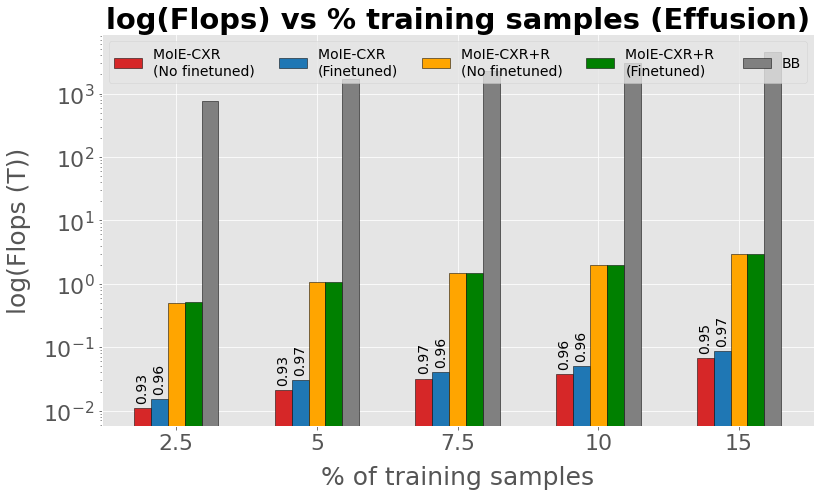 log(Flops) vs % training samples (Effusion)
MoIE-CXR
(No finetuned)
MoIE-CXR
(Finetuned)
MoIE-CXR+R
(No finetuned)
MoIE-CXR+R
(Finetuned)
BB
log(Flops (T))
10³
10²
10¹
10⁰
10⁻¹
10⁻²
0.93
0.96
0.93
0.97
0.97
0.96
0.96
0.96
0.95
0.97
2.5
5
7.5
10
15
% of training samples